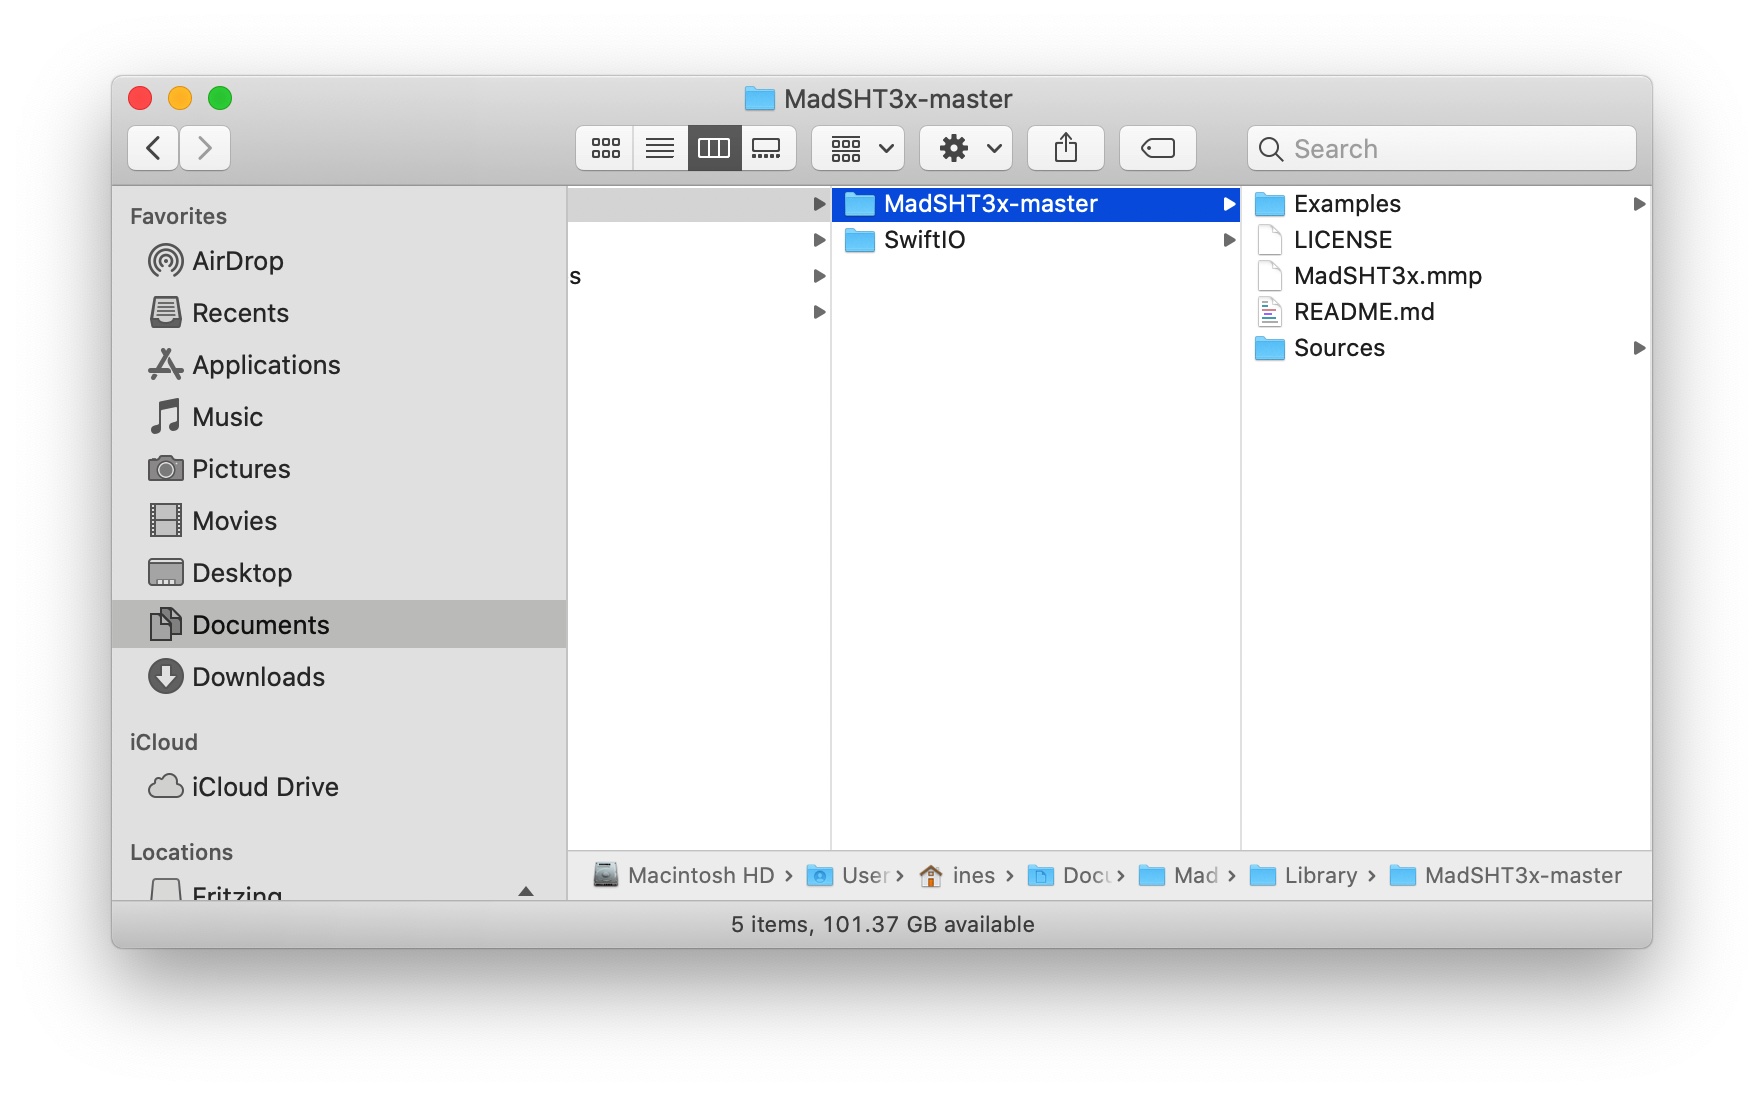 MadSHT3x-master
Search
Favorites
AirDrop
Recents
Applications
Music
Pictures
Movies
Desktop
Documents
Downloads
iCloud
iCloud Drive
Locations
Fritzing
s
MadSHT3x-master
SwiftIO
Examples
LICENSE
MadSHT3x.mmp
README.md
Sources
Macintosh HD › User › ines › Docu › Mad › Library › MadSHT3x-master
5 items, 101.37 GB available